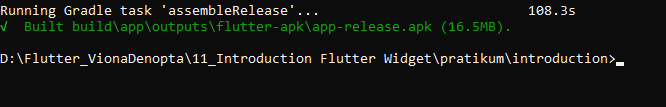 Running Gradle task 'assembleRelease'... 108.3s
√ Built build\app\outputs\flutter-apk\app-release.apk (16.5MB).
D:\Flutter_VionaDenopta\11_Introduction Flutter Widget\pratikum\introduction>